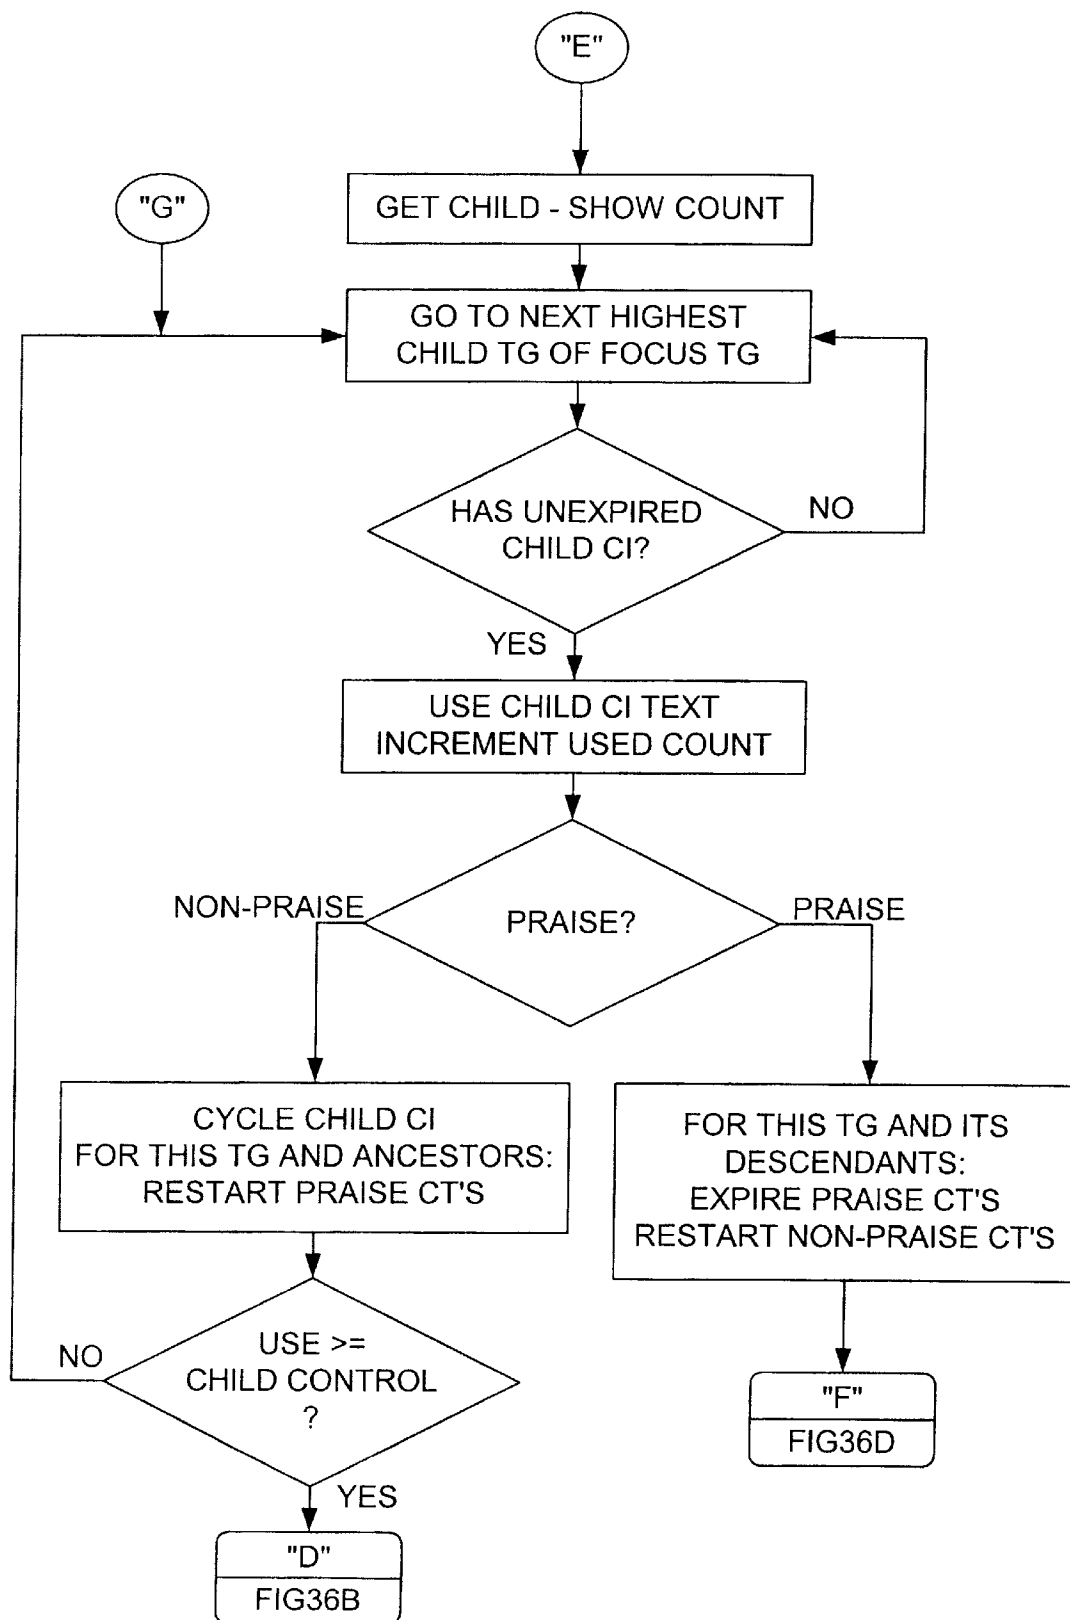 "E"
GET CHILD - SHOW COUNT
"G"
GO TO NEXT HIGHEST
CHILD TG OF FOCUS TG
HAS UNEXPIRED
CHILD CI?
NO
YES
USE CHILD CI TEXT
INCREMENT USED COUNT
NON-PRAISE
PRAISE?
PRAISE
CYCLE CHILD CI
FOR THIS TG AND ANCESTORS:
RESTART PRAISE CT'S
FOR THIS TG AND ITS
DESCENDANTS:
EXPIRE PRAISE CT'S
RESTART NON-PRAISE CT'S
NO
USE >=
CHILD CONTROL
?
YES
"F"
FIG36D
"D"
FIG36B